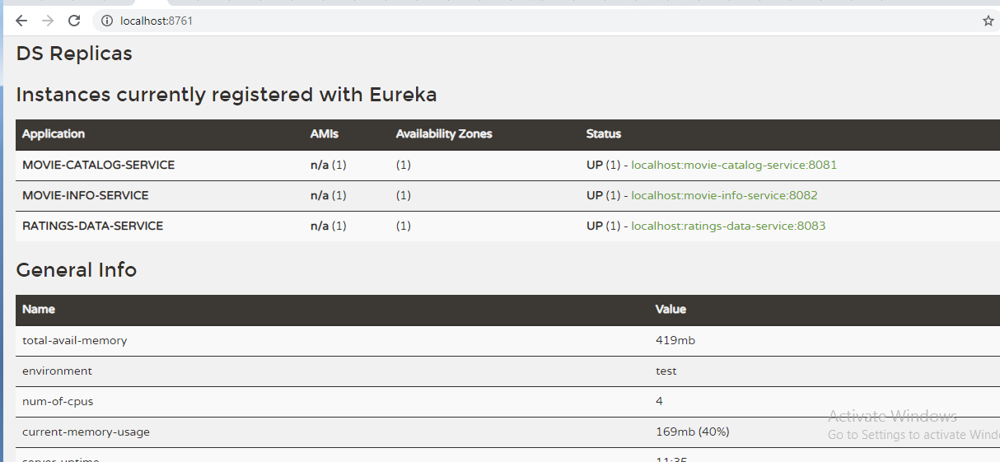 localhost:8761
DS Replicas
Instances currently registered with Eureka
Application AMIs Availability Zones Status
MOVIE-CATALOG-SERVICE n/a (1) (1) UP (1) - localhost:movie-catalog-service:8081
MOVIE-INFO-SERVICE n/a (1) (1) UP (1) - localhost:movie-info-service:8082
RATINGS-DATA-SERVICE n/a (1) (1) UP (1) - localhost:ratings-data-service:8083
General Info
Name Value
total-avail-memory 419mb
environment test
num-of-cpus 4
Activate Windows
current-memory-usage 169mb (40%)
Go to Settings to activate Wind
server-uptime 11:35